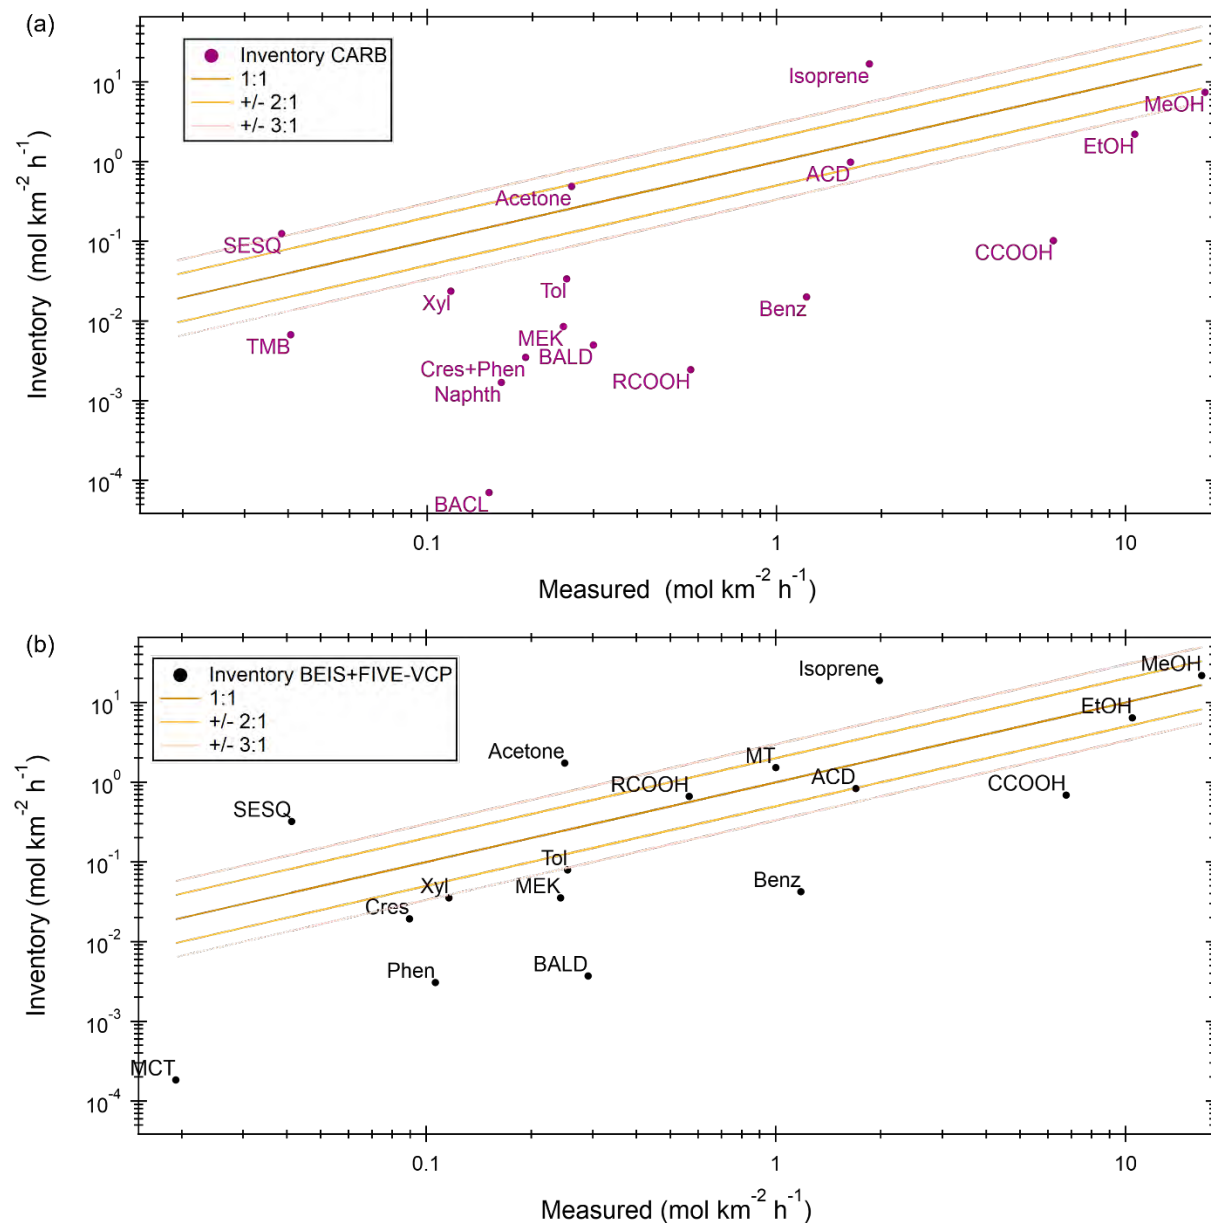 (a)
Inventory CARB
1:1
+/- 2:1
+/- 3:1
Isoprene
MeOH
EtOH
ACD
Acetone
SESQ
CCOOH
Xyl
Tol
Benz
TMB
MEK
BALD
Cres+Phen
RCOOH
Naphth
BACL
10^1
10^0
10^-1
10^-2
10^-3
10^-4
Inventory (mol km^-2 h^-1)
0.1
1
10
Measured (mol km^-2 h^-1)
(b)
Inventory BEIS+FIVE-VCP
1:1
+/- 2:1
+/- 3:1
Isoprene
MeOH
EtOH
Acetone
MT
RCOOH
ACD
CCOOH
SESQ
Tol
Xyl
MEK
Benz
Cres
Phen
BALD
MCT
10^1
10^0
10^-1
10^-2
10^-3
10^-4
Inventory (mol km^-2 h^-1)
0.1
1
10
Measured (mol km^-2 h^-1)